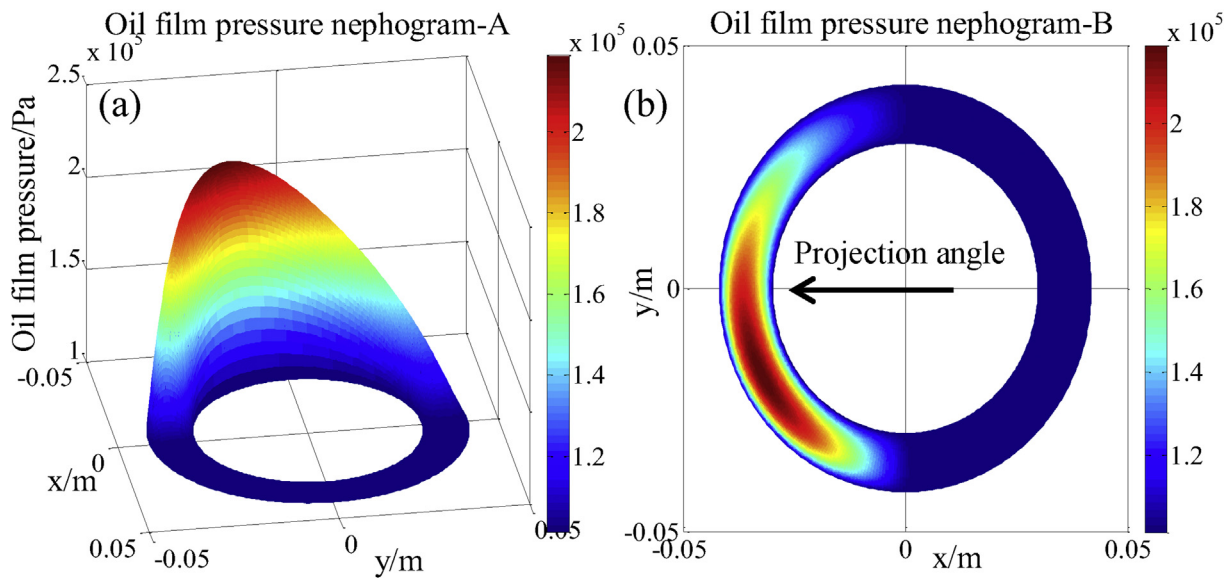 Oil film pressure nephogram-A
x 10^5
2.5
2
1.5
1
Oil film pressure/Pa
(a)
-0.05
0
0.05
x/m
-0.05
0
0.05
y/m
x 10^5
2
1.8
1.6
1.4
1.2
Oil film pressure nephogram-B
(b)
0.05
0
-0.05
y/m
Projection angle
-0.05
0
0.05
x/m
x 10^5
2
1.8
1.6
1.4
1.2